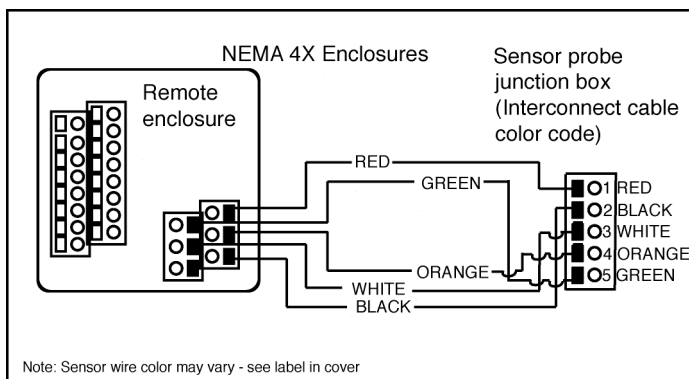 NEMA 4X Enclosures
Sensor probe
junction box
(Interconnect cable
color code)
Remote
enclosure
RED
GREEN
ORANGE
WHITE
BLACK
1 RED
2 BLACK
3 WHITE
4 ORANGE
5 GREEN
Note: Sensor wire color may vary - see label in cover